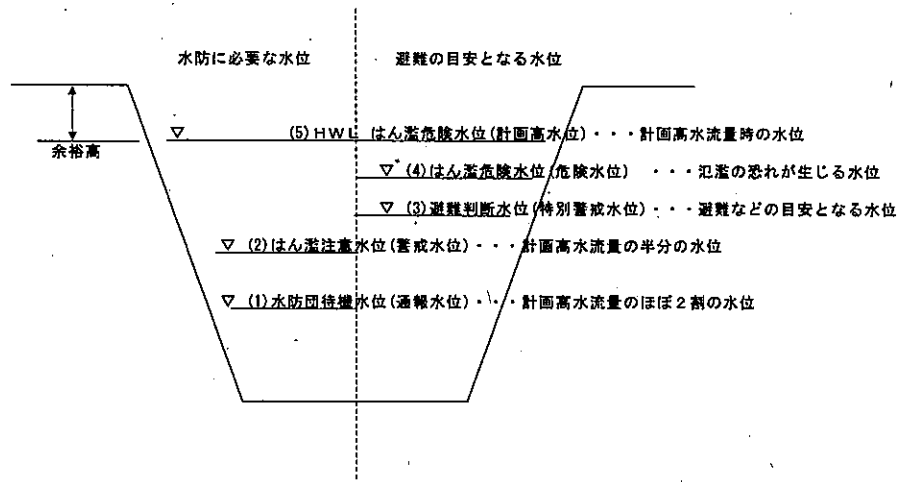 水防に必要な水位
避難の目安となる水位
余裕高
▽ (5)HWL はん濫危険水位(計画高水位)・・・計画高水流量時の水位
▽ (4)はん濫危険水位(危険水位) ・・・氾濫の恐れが生じる水位
▽ (3)避難判断水位(特別警戒水位)・・・避難などの目安となる水位
▽ (2)はん濫注意水位(警戒水位)・・・計画高水流量の半分の水位
▽ (1)水防団待機水位(通報水位)・・・計画高水流量のほぼ2割の水位